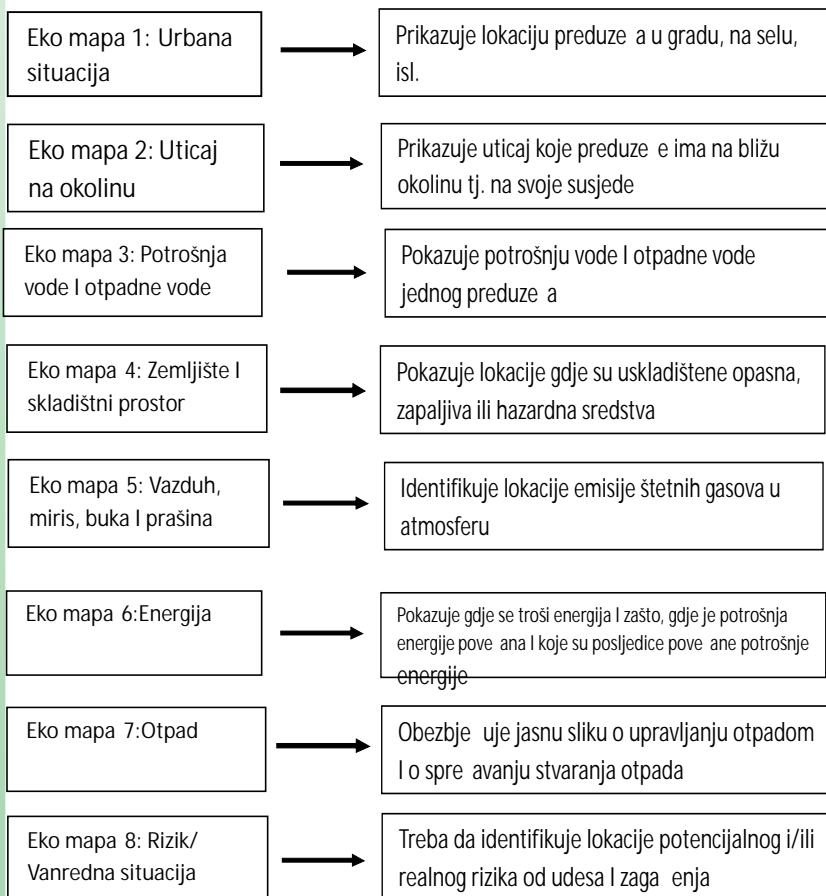 Eko mapa 1: Urbana
situacija
Prikazuje lokaciju preduze a u gradu, na selu,
isl.
Eko mapa 2: Uticaj
na okolinu
Prikazuje uticaj koje preduze e ima na bližu
okolinu tj. na svoje susjede
Eko mapa 3: Potrošnja
vode I otpadne vode
Pokazuje potrošnju vode I otpadne vode
jednog preduze a
Eko mapa 4: Zemljište I
skladištni prostor
Pokazuje lokacije gdje su uskladištene opasna,
zapaljiva ili hazardna sredstva
Eko mapa 5: Vazduh,
miris, buka I prašina
Identifikuje lokacije emisije štetnih gasova u
atmosferu
Eko mapa 6:Energija
Pokazuje gdje se troši energija I zašto, gdje je potrošnja
energije pove ana I koje su posljedice pove ane potrošnje
energije
Eko mapa 7:Otpad
Obezbje uje jasnu sliku o upravljanju otpadom
I o spre avanju stvaranja otpada
Eko mapa 8: Rizik/
Vanredna situacija
Treba da identifikuje lokacije potencijalnog i/ili
realnog rizika od udesa I zaga enja